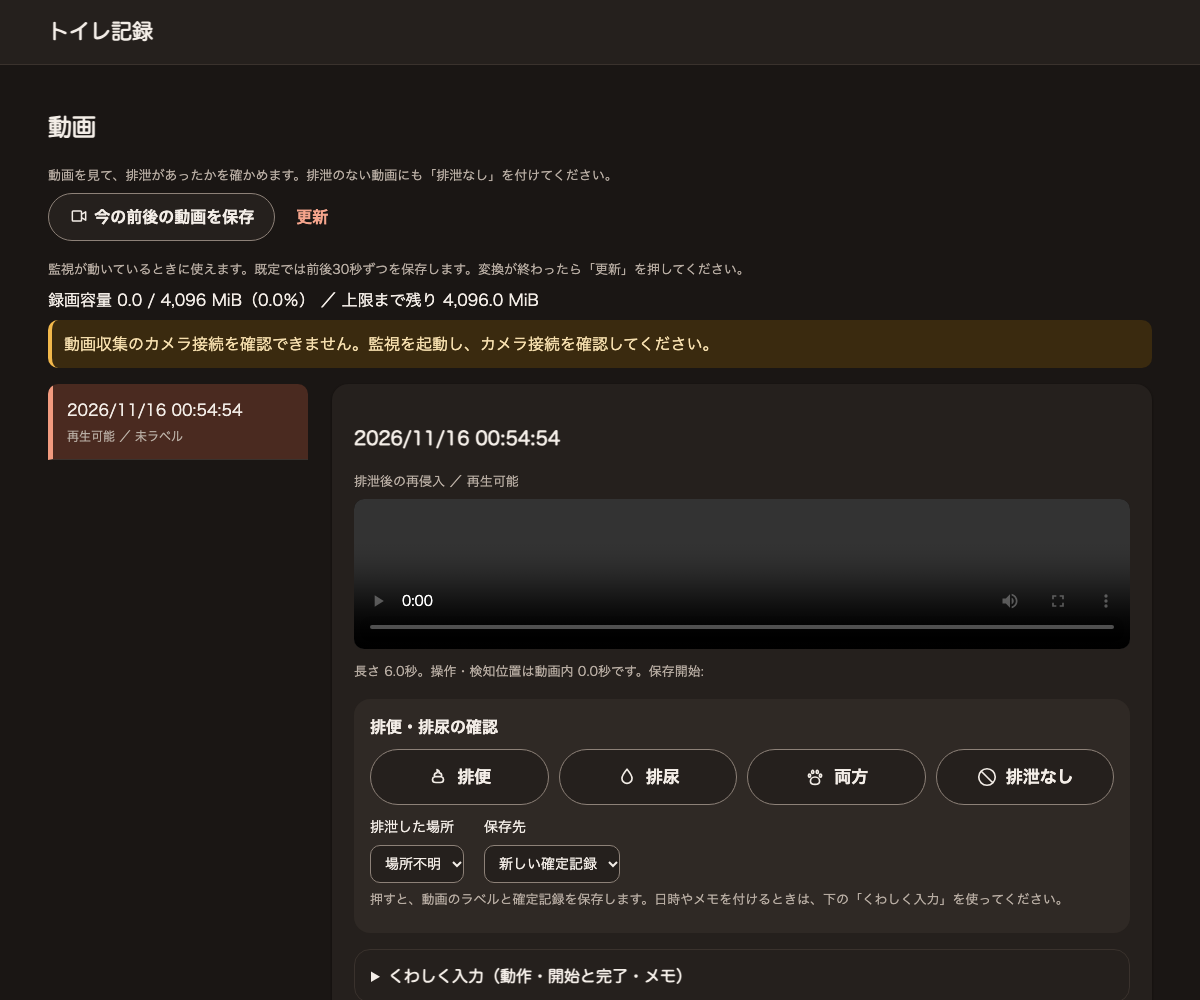 トイレ記録
動画
動画を見て、排泄があったかを確かめます。排泄のない動画にも「排泄なし」を付けてください。
今の前後の動画を保存
更新
監視が動いているときに使えます。既定では前後30秒ずつを保存します。変換が終わったら「更新」を押してください。
録画容量 0.0 / 4,096 MiB（0.0%） ／ 上限まで残り 4,096.0 MiB
動画収集のカメラ接続を確認できません。監視を起動し、カメラ接続を確認してください。
2026/11/16 00:54:54
再生可能 ／ 未ラベル
2026/11/16 00:54:54
排泄後の再侵入 ／ 再生可能
0:00
長さ 6.0秒。操作・検知位置は動画内 0.0秒です。保存開始:
排便・排尿の確認
排便
排尿
両方
排泄なし
排泄した場所
保存先
場所不明
新しい確定記録
押すと、動画のラベルと確定記録を保存します。日時やメモを付けるときは、下の「くわしく入力」を使ってください。
くわしく入力（動作・開始と完了・メモ）